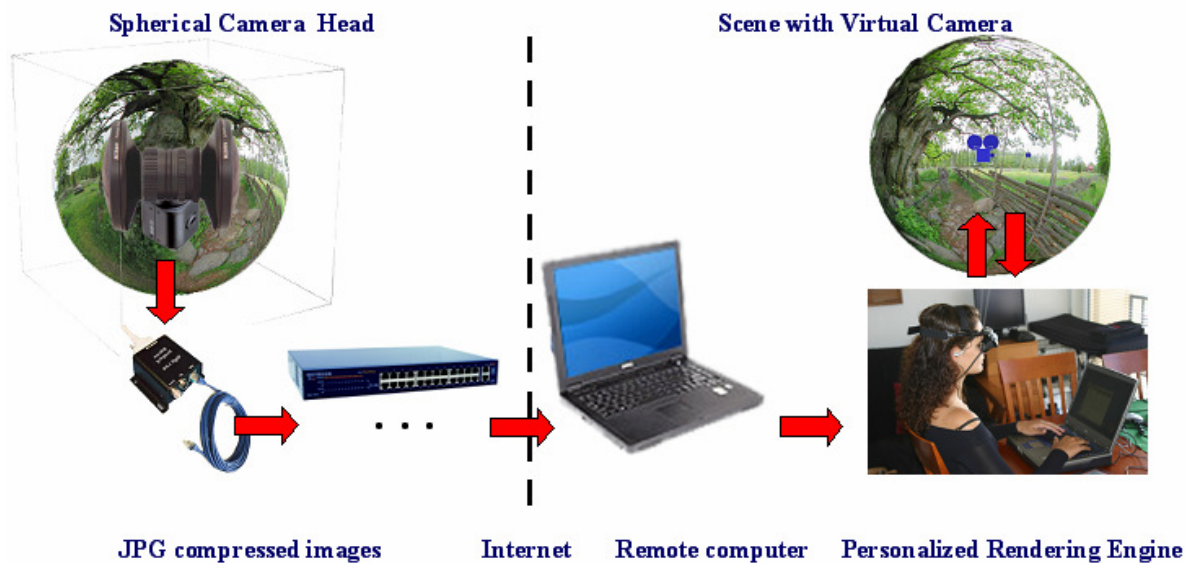 Spherical Camera Head
Scene with Virtual Camera
JPG compressed images
Internet
Remote computer
Personalized Rendering Engine